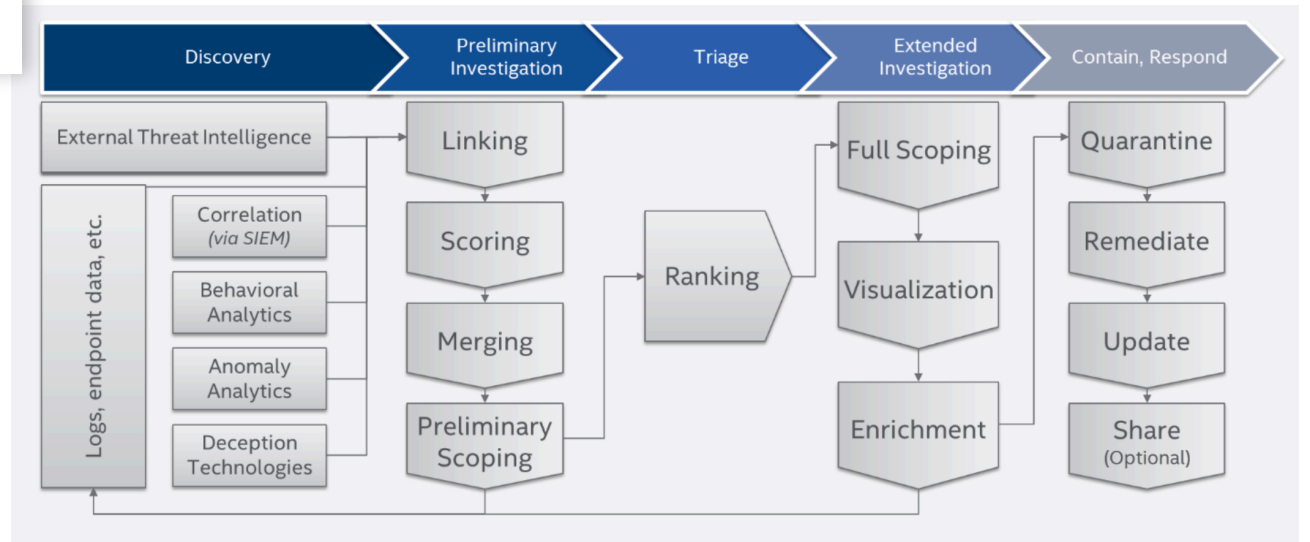 Discovery
Preliminary
Investigation
Triage
Extended
Investigation
Contain, Respond
External Threat Intelligence
Logs, endpoint data, etc.
Correlation
(via SIEM)
Behavioral
Analytics
Anomaly
Analytics
Deception
Technologies
Linking
Scoring
Merging
Preliminary
Scoping
Ranking
Full Scoping
Visualization
Enrichment
Quarantine
Remediate
Update
Share
(Optional)